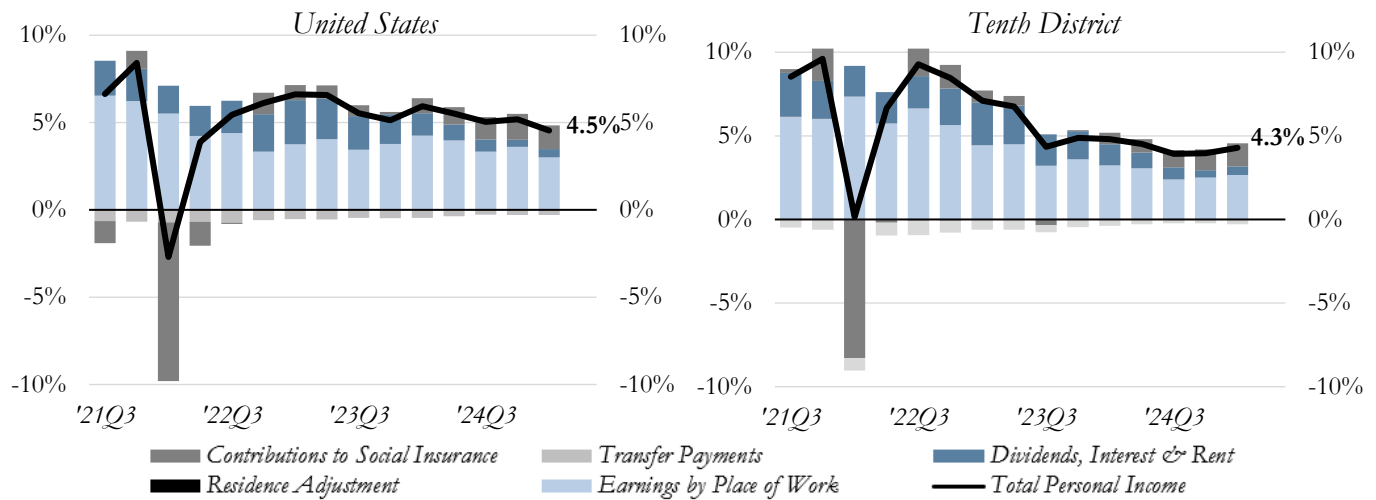 United States
Tenth District
10%
5%
0%
-5%
-10%
10%
5%
0%
-5%
-10%
4.5%
'21Q3
'22Q3
'23Q3
'24Q3
10%
5%
0%
-5%
-10%
10%
5%
0%
-5%
-10%
4.3%
'21Q3
'22Q3
'23Q3
'24Q3
Contributions to Social Insurance
Transfer Payments
Dividends, Interest & Rent
Residence Adjustment
Earnings by Place of Work
Total Personal Income